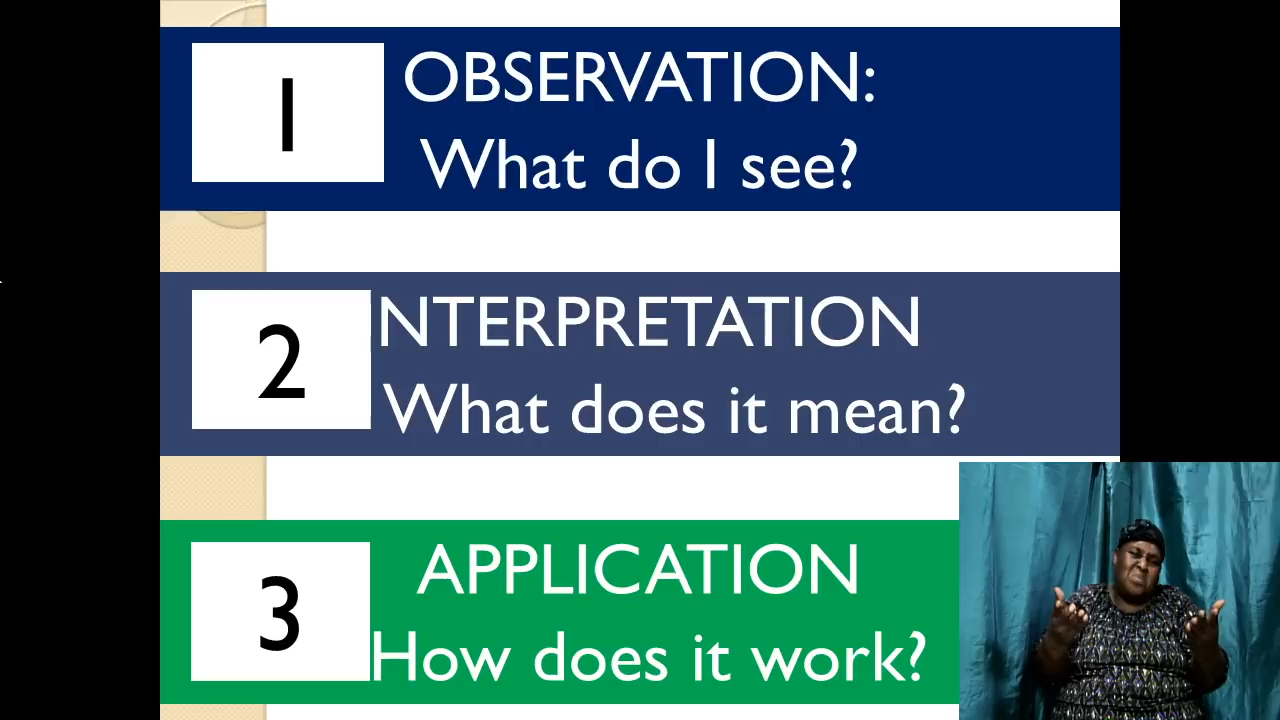 1
OBSERVATION:
What do I see?
2
NTERPRETATION
What does it mean?
3
APPLICATION
How does it work?